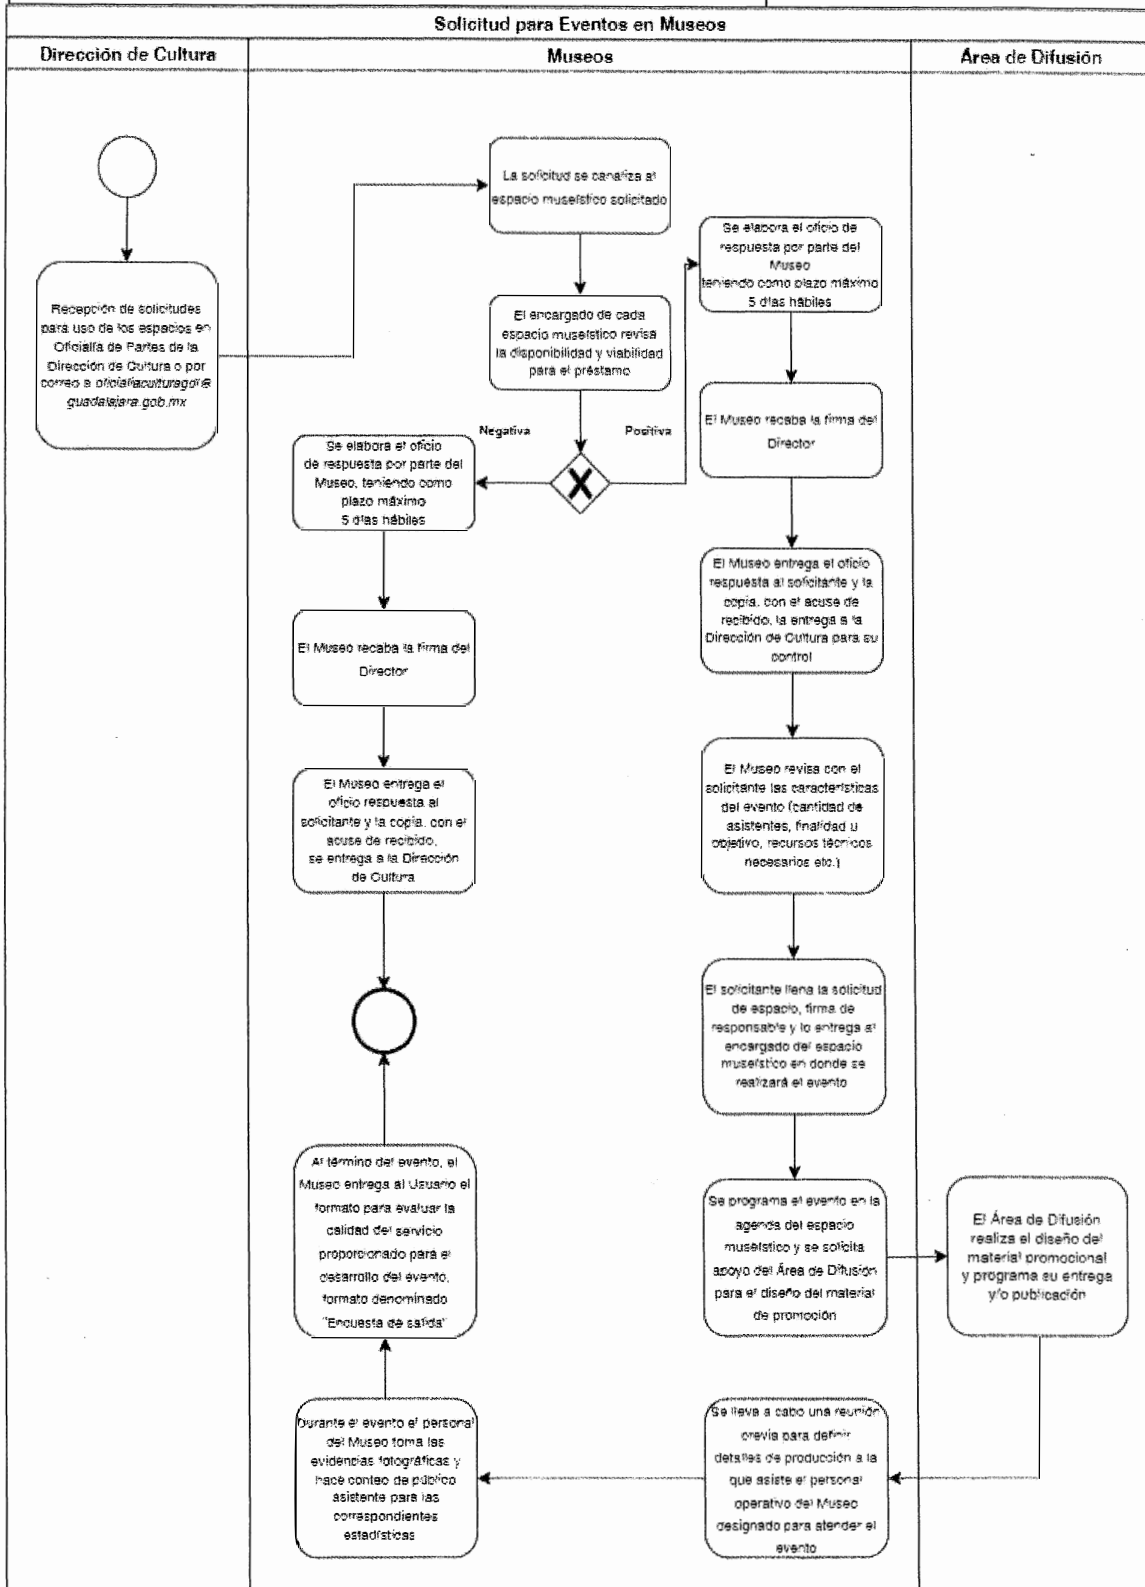 Solicitud para Eventos en Museos
Dirección de Cultura
Museos
Área de Difusión
Recepción de solicitudes
para uso de los espacios en
Oficialía de Partes de la
Dirección de Cultura o por
correo a oficialiaculturagdl@
guadalajara.gob.mx
La solicitud se canaliza al
espacio museístico solicitado
El encargado de cada
espacio museístico revisa
la disponibilidad y viabilidad
para el préstamo
Negativa
Positiva
Se elabora el oficio
de respuesta por parte del
Museo, teniendo como
plazo máximo
5 días hábiles
El Museo recaba la firma del
Director
El Museo entrega el
oficio respuesta al
solicitante y la copia, con el
acuse de recibido,
se entrega a la Dirección
de Cultura
Se elabora el oficio de
respuesta por parte del
Museo
teniendo como plazo máximo
5 días hábiles
El Museo recaba la firma del
Director
El Museo entrega el oficio
respuesta al solicitante y la
copia, con el acuse de
recibido, la entrega a la
Dirección de Cultura para su
control
El Museo revisa con el
solicitante las características
del evento (cantidad de
asistentes, finalidad u
objetivo, recursos técnicos
necesarios etc.)
El solicitante llena la solicitud
de espacio, firma de
responsable y lo entrega al
encargado del espacio
museístico en donde se
realizará el evento
Se programa el evento en la
agenda del espacio
museístico y se solicita
apoyo del Área de Difusión
para el diseño del material
de promoción
El Área de Difusión
realiza el diseño del
material promocional
y programa su entrega
y/o publicación
Se lleva a cabo una reunión
previa para definir
detalles de producción a la
que asiste el personal
operativo del Museo
designado para atender el
evento
Durante el evento el personal
del Museo toma las
evidencias fotográficas y
hace conteo de público
asistente para las
correspondientes
estadísticas
Al término del evento, el
Museo entrega al Usuario el
formato para evaluar la
calidad del servicio
proporcionado para el
desarrollo del evento,
formato denominado
"Encuesta de salida"